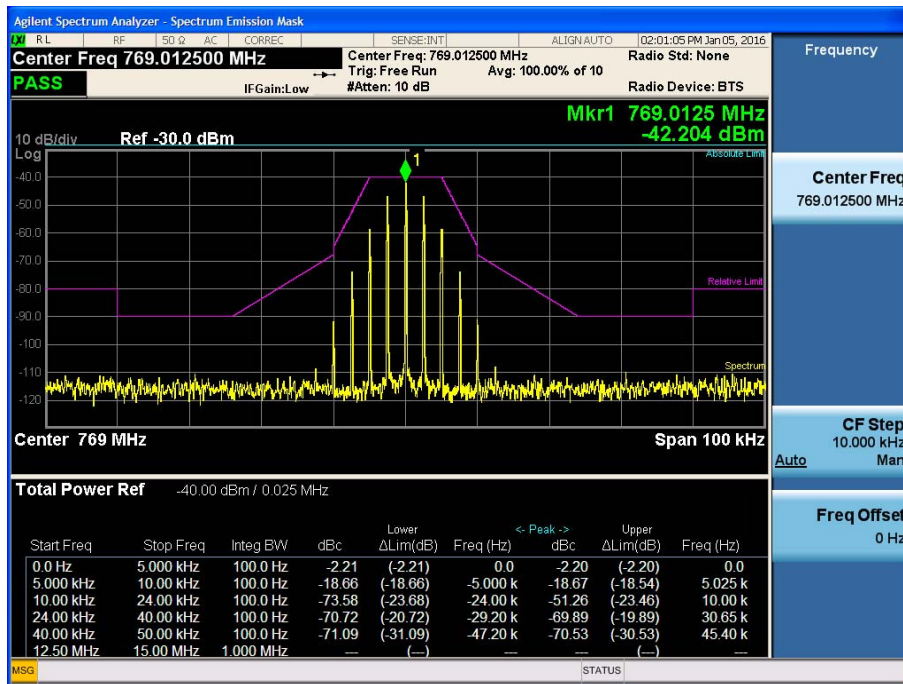 Agilent Spectrum Analyzer - Spectrum Emission Mask
LXI RL RF 50 Ω AC CORREC SENSE:INT ALIGN AUTO 02:01:05 PM Jan 05, 2016
Center Freq 769.012500 MHz Center Freq: 769.012500 MHz Radio Std: None
Trig: Free Run Avg: 100.00% of 10
PASS IFGain:Low #Atten: 10 dB Radio Device: BTS
Frequency
Mkr1 769.0125 MHz
-42.204 dBm
10 dB/div Ref -30.0 dBm
Log
Absolute Limit
1
-40.0
-50.0
-60.0
-70.0
-80.0
Relative Limit
-90.0
-100
-110
Spectrum
-120
Center 769 MHz Span 100 kHz
Center Freq
769.012500 MHz
CF Step
10.000 kHz
Auto Man
Freq Offset
0 Hz
Total Power Ref -40.00 dBm / 0.025 MHz
Lower <- Peak -> Upper
Start Freq Stop Freq Integ BW dBc ΔLim(dB) Freq (Hz) dBc ΔLim(dB) Freq (Hz)
0.0 Hz 5.000 kHz 100.0 Hz -2.21 (-2.21) 0.0 -2.20 (-2.20) 0.0
5.000 kHz 10.00 kHz 100.0 Hz -18.66 (-18.66) -5.000 k -18.67 (-18.54) 5.025 k
10.00 kHz 24.00 kHz 100.0 Hz -73.58 (-23.68) -24.00 k -51.26 (-23.46) 10.00 k
24.00 kHz 40.00 kHz 100.0 Hz -70.72 (-20.72) -29.20 k -69.89 (-19.89) 30.65 k
40.00 kHz 50.00 kHz 100.0 Hz -71.09 (-31.09) -47.20 k -70.53 (-30.53) 45.40 k
12.50 MHz 15.00 MHz 1.000 MHz --- (---) --- --- (---) ---
MSG STATUS